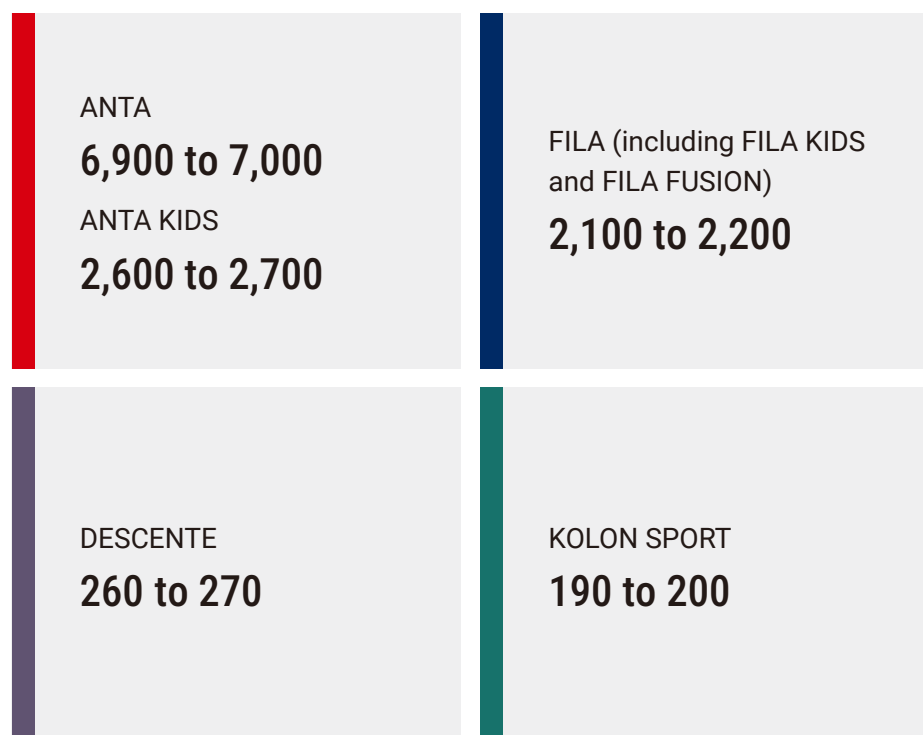 ANTA
6,900 to 7,000
ANTA KIDS
2,600 to 2,700
FILA (including FILA KIDS
and FILA FUSION)
2,100 to 2,200
DESCENTE
260 to 270
KOLON SPORT
190 to 200